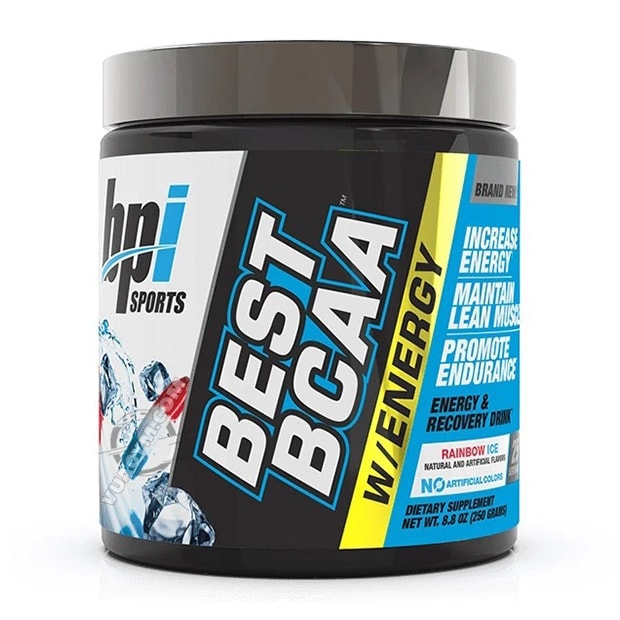 bpi
SPORTS
BEST
BCAA™
W/ENERGY
BRAND NEW
INCREASE
ENERGY
MAINTAIN
LEAN MUSCLE
PROMOTE
ENDURANCE
ENERGY &
RECOVERY DRINK
RAINBOW ICE
NATURAL AND ARTIFICIAL FLAVORS
NO ARTIFICIAL COLORS
DIETARY SUPPLEMENT
NET WT. 8.8 OZ (250 GRAMS)